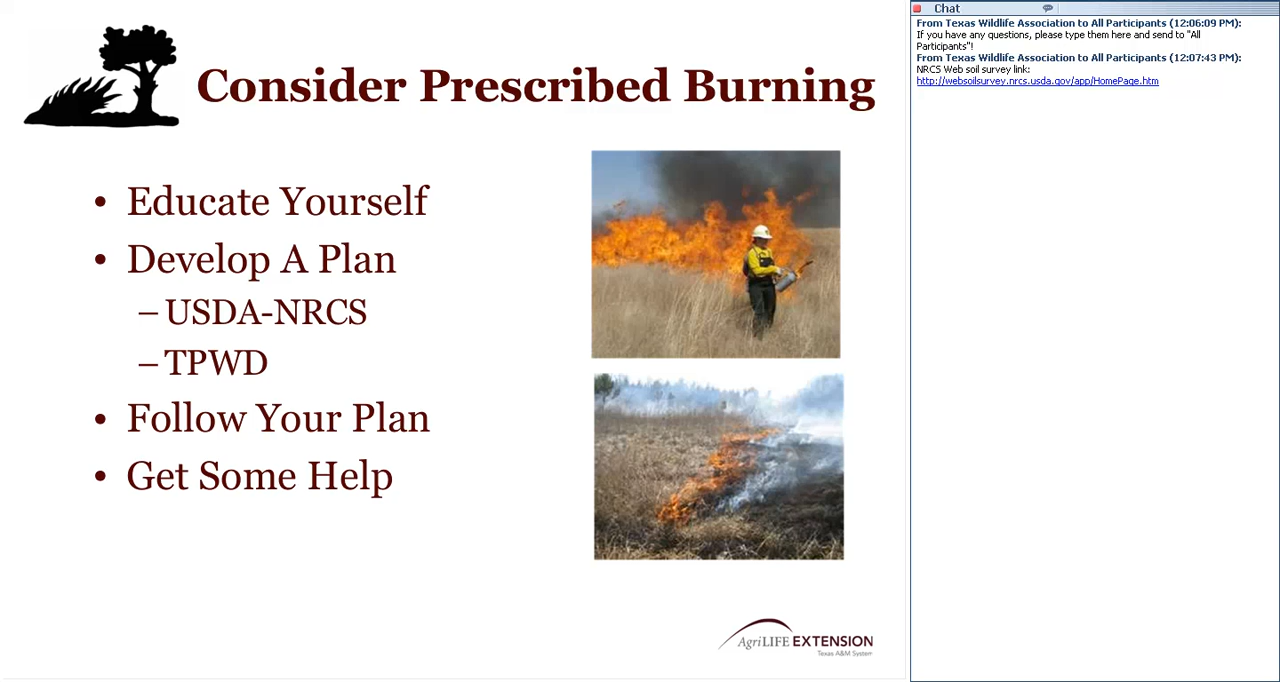 Consider Prescribed Burning
• Educate Yourself
• Develop A Plan
– USDA-NRCS
– TPWD
• Follow Your Plan
• Get Some Help
AgriLIFE EXTENSION
Texas A&M System
Chat
From Texas Wildlife Association to All Participants (12:06:09 PM):
If you have any questions, please type them here and send to "All
Participants"!
From Texas Wildlife Association to All Participants (12:07:43 PM):
NRCS Web soil survey link:
http://websoilsurvey.nrcs.usda.gov/app/HomePage.htm